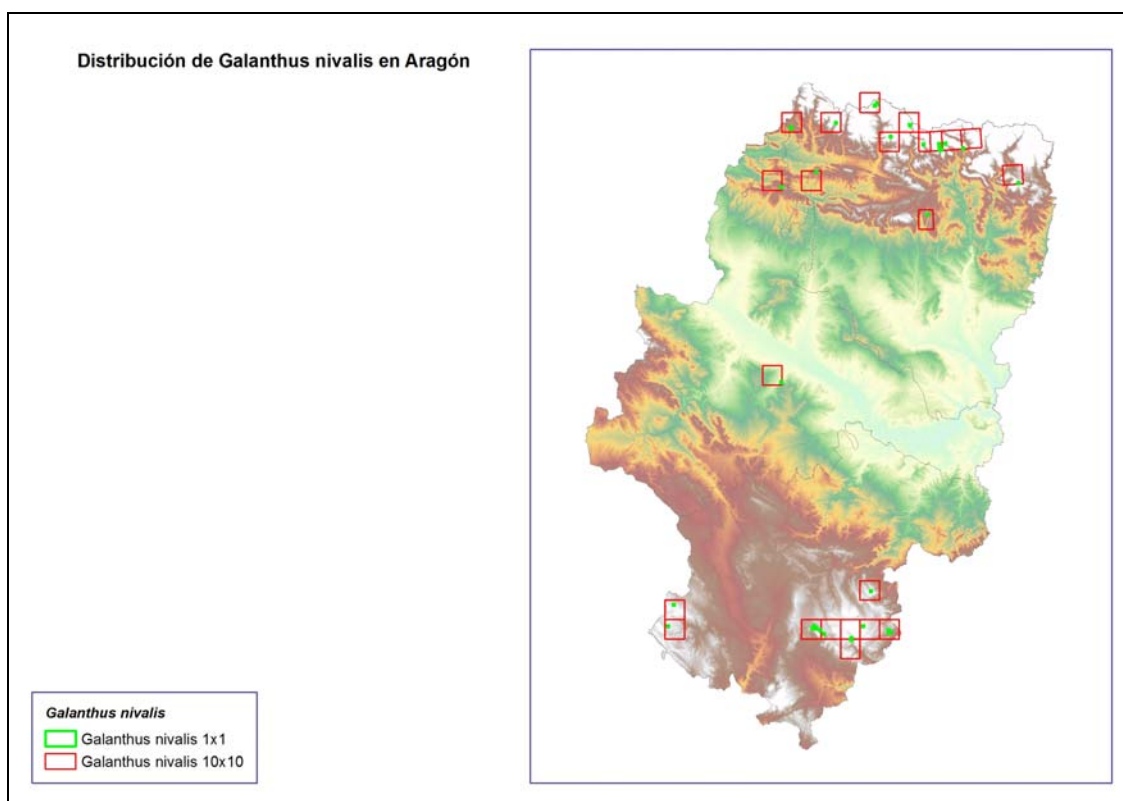 Distribución de Galanthus nivalis en Aragón
Galanthus nivalis
Galanthus nivalis 1x1
Galanthus nivalis 10x10